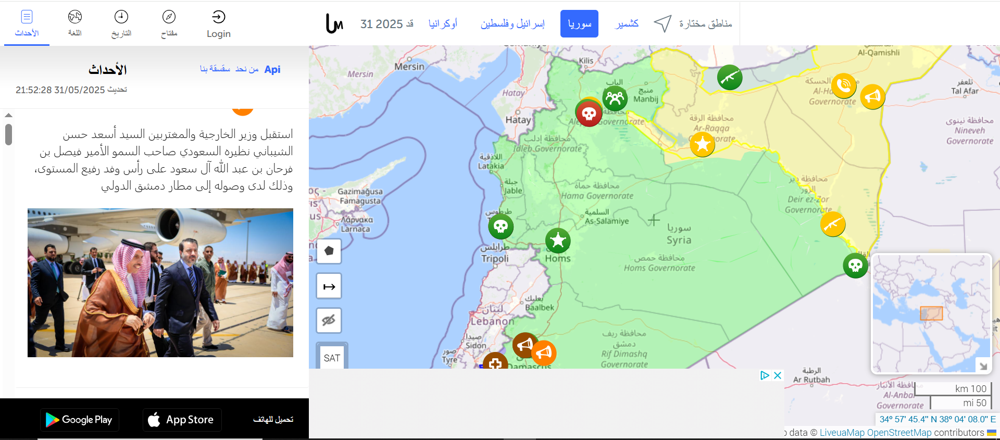 الأحداث
اللغة
التاريخ
مفتاح
Login
31 2025 قد
أوكرانيا
إسرائيل وفلسطين
سوريا
كشمير
مناطق مختارة
الأحداث
من نحن سقسقة بنا Api
تحديث 31/05/2025 21:52:28
استقبل وزير الخارجية والمغتربين السيد أسعد حسن
الشيباني نظيره السعودي صاحب السمو الأمير فيصل بن
فرحان بن عبد الله آل سعود على رأس وفد رفيع المستوى،
وذلك لدى وصوله إلى مطار دمشق الدولي
Google Play
App Store
تحميل للهاتف
Mersin
Mersin
Kilis
Al-Qamishli
الباب
منبج
Manbij
Hatay
Hatay
محافظة الحسكة
Governorate
تلعفر
Tal Afar
محافظة نينوى
Nineveh
Governorate
Governorate
محافظة الرقة
Ar-Raqqa
محافظة إدلب
Idleb Governorate
اللاذقية
Latakia
جبلة
Jable
محافظة حماة
Hama Governorate
محافظة دير
الزور
Deir ez-Zor
Governorate
Gazimağusa
Famagusta
Λάρνακα
Larnaca
طرطوس
السلمية
As-Salamiye
سوريا
Syria
طرابلس
Tripoli
Homs
محافظة حمص
Homs Governorate
بعلبك
Baalbek
لبنان
Lebanon
صيدا
Sidon
صور
Tyre
محافظة ريف
دمشق
Rif Dimashq
Governorate
Damascus
SAT
الرطبة
Ar Rutbah
محافظة الأنبار
Al-Anbar
Governorate
km 100
mi 50
34º 57' 45.4" N 38º 04' 08.0" E
data © LiveuaMap OpenStreetMap contributors